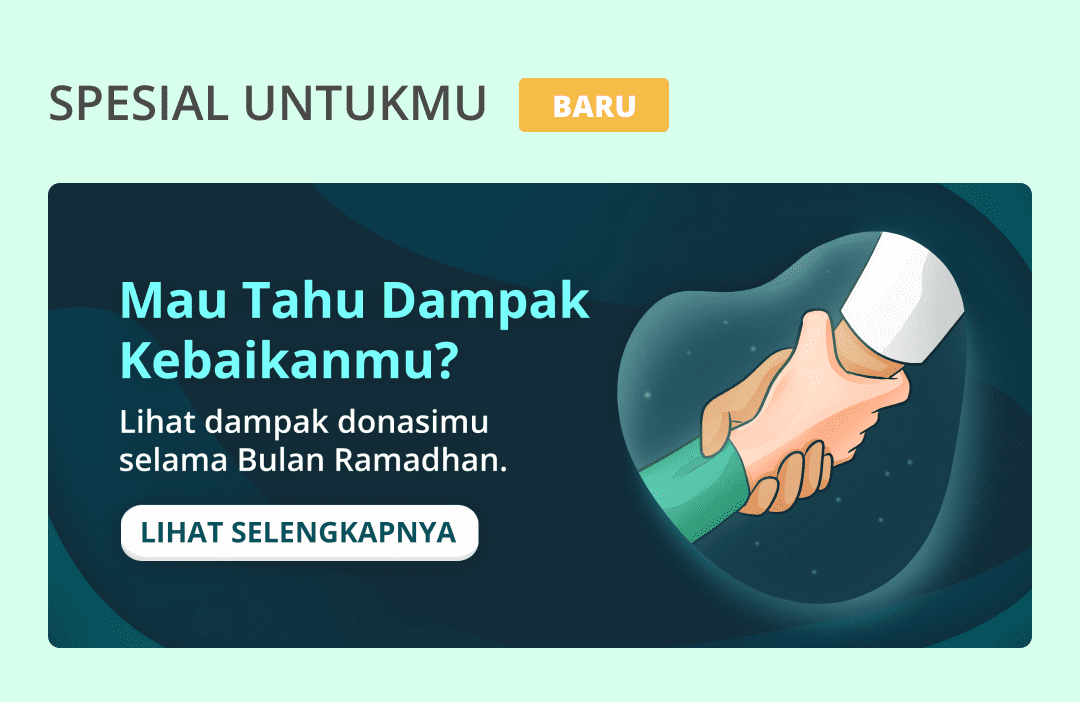 SPESIAL UNTUKMU BARU
Mau Tahu Dampak
Kebaikanmu?
Lihat dampak donasimu
selama Bulan Ramadhan.
LIHAT SELENGKAPNYA